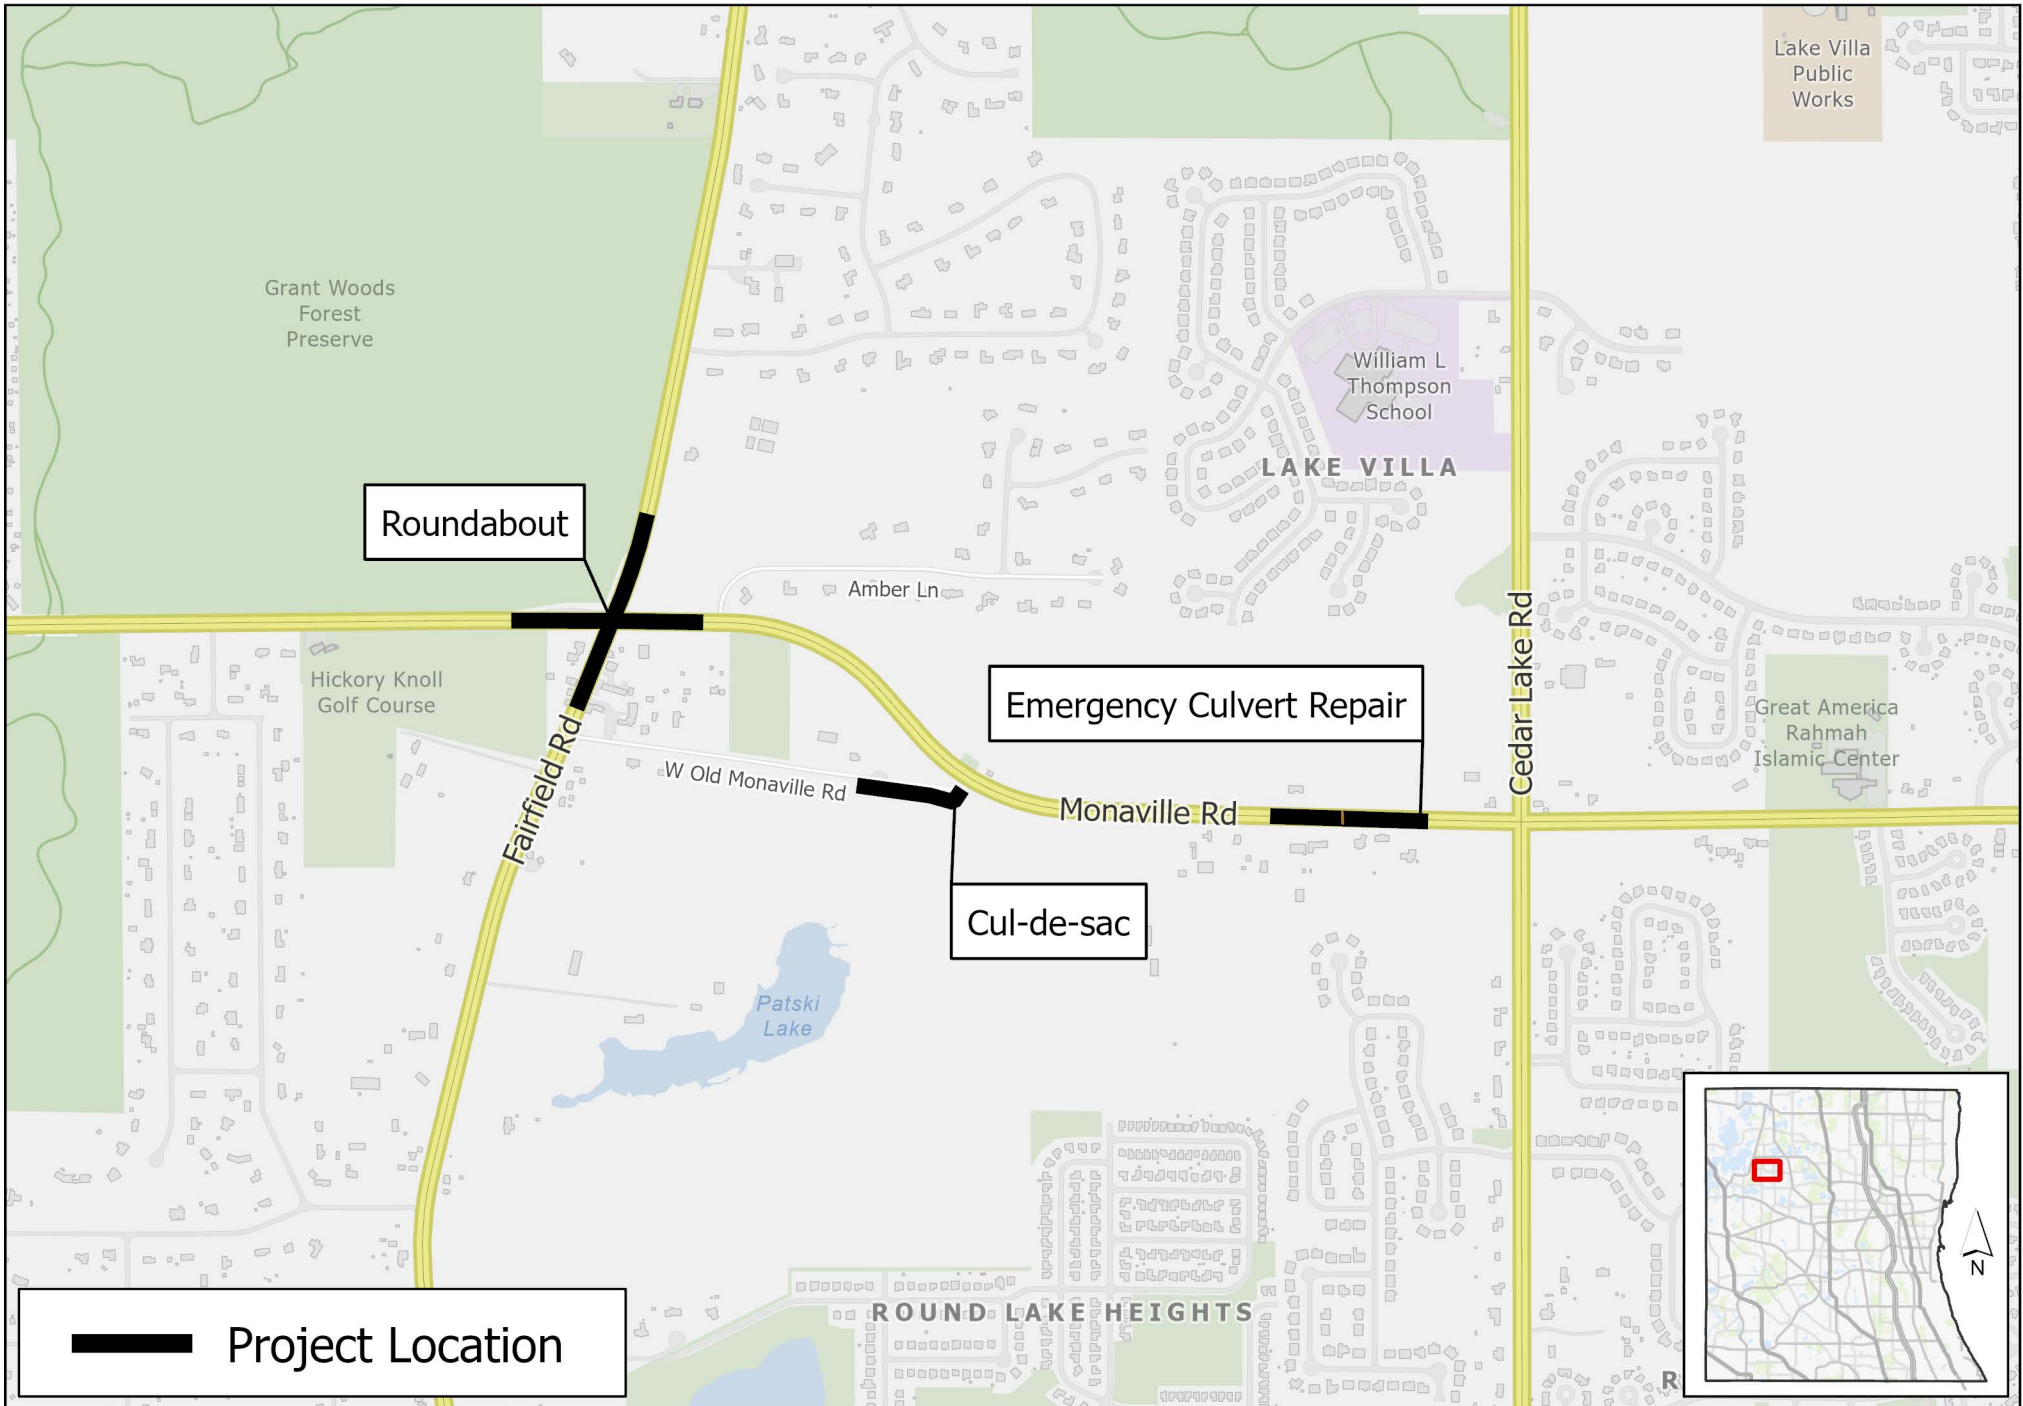 Lake Villa
Public
Works
Grant Woods
Forest
Preserve
William L
Thompson
School
LAKE VILLA
Roundabout
Amber Ln
Cedar Lake Rd
Hickory Knoll
Golf Course
Emergency Culvert Repair
Great America
Rahmah
Islamic Center
Fairfield Rd
W Old Monaville Rd
Monaville Rd
Cul-de-sac
Patski
Lake
N
ROUND LAKE HEIGHTS
Project Location
R